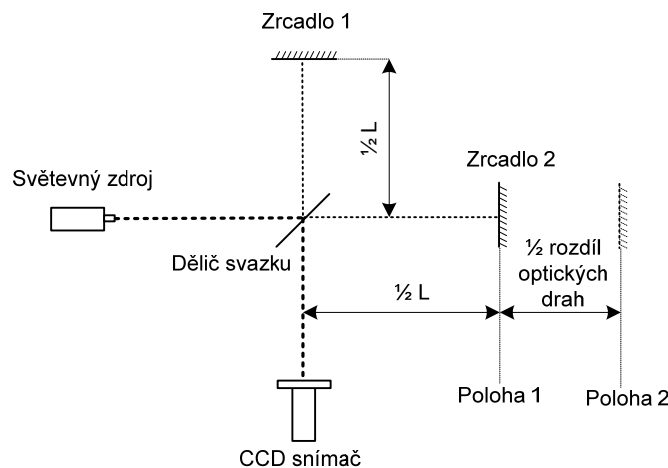 Zrcadlo 1
½ L
Zrcadlo 2
Světevný zdroj
Dělič svazku
½ rozdíl
optických
drah
½ L
Poloha 1
Poloha 2
CCD snímač